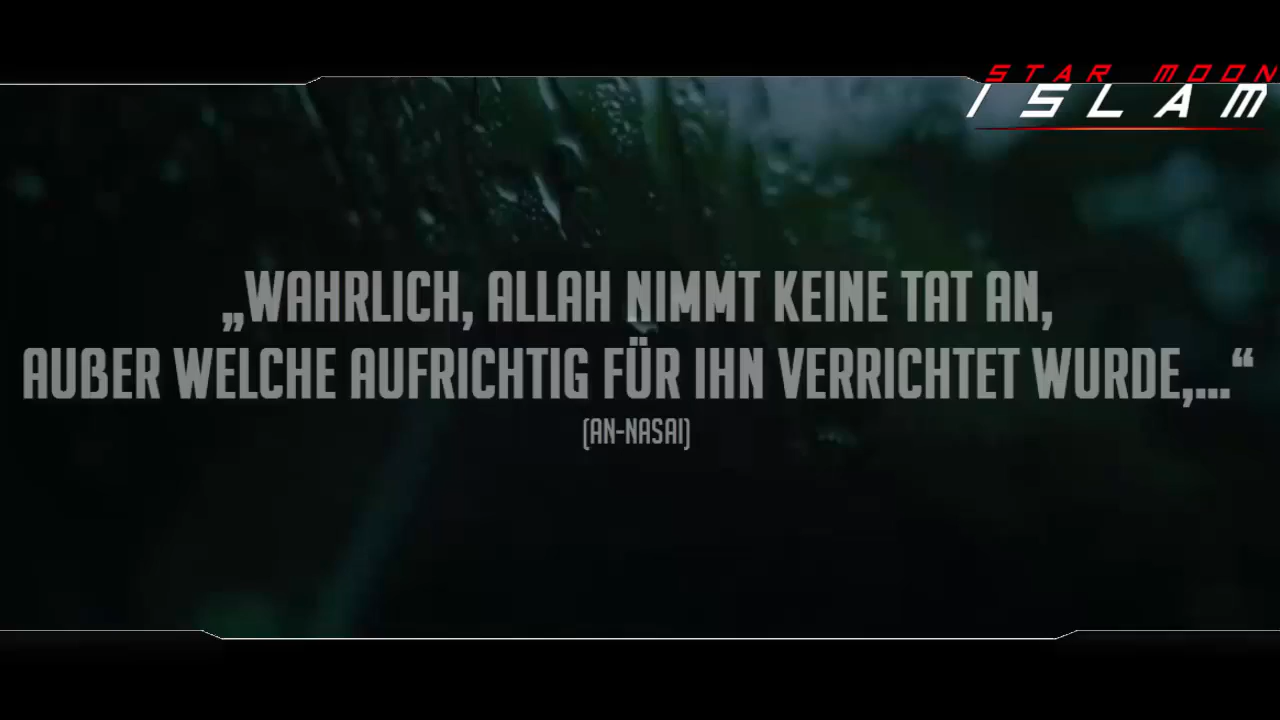 STAR MOON
ISLAM
„WAHRLICH, ALLAH NIMMT KEINE TAT AN,
AUßER WELCHE AUFRICHTIG FÜR IHN VERRICHTET WURDE,...“
(AN-NASAI)